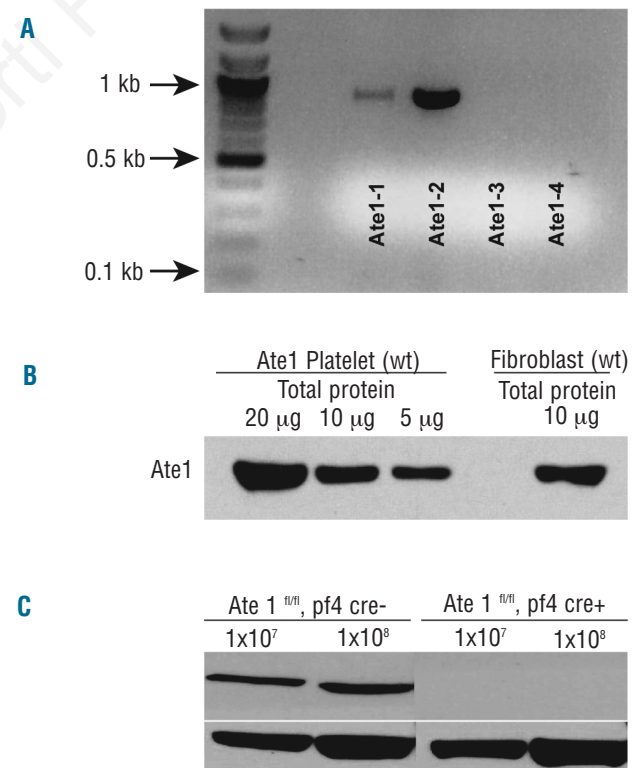 A
1 kb
0.5 kb
0.1 kb
Ate1-1
Ate1-2
Ate1-3
Ate1-4
B
Ate1 Platelet (wt)
Fibroblast (wt)
Total protein
Total protein
20 µg 10 µg 5 µg
10 µg
Ate1
C
Ate 1 fl/fl, pf4 cre-
Ate 1 fl/fl, pf4 cre+
1x10⁷ 1x10⁸
1x10⁷ 1x10⁸